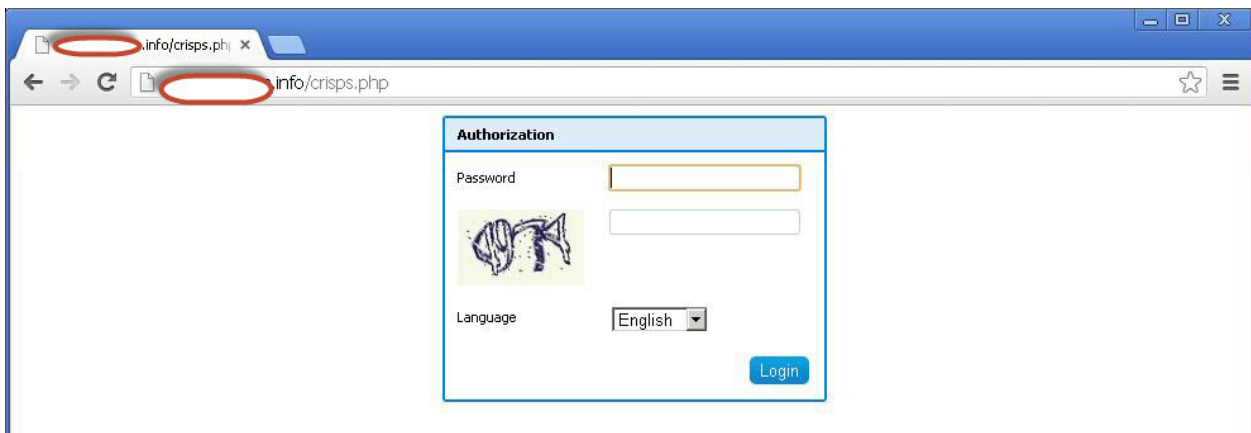 .info/crisps.ph
.info/crisps.php
Authorization
Password
Language
English
Login